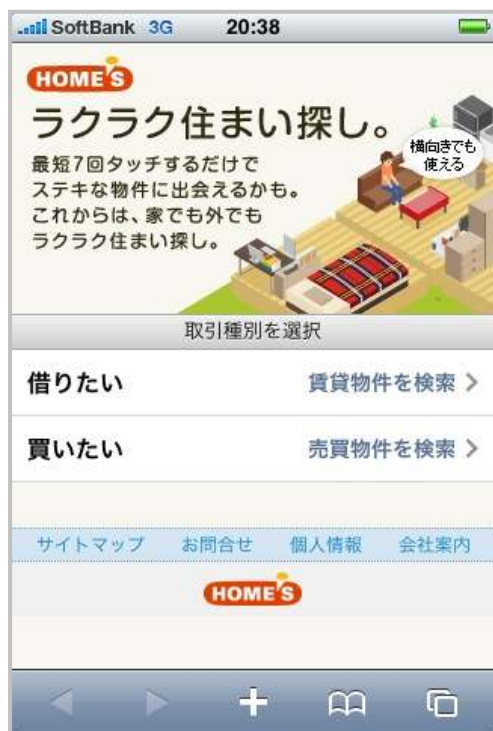 SoftBank 3G 20:38
HOME'S
ラクラク住まい探し。
最短7回タッチするだけで
ステキな物件に出会えるかも。
これからは、家でも外でも
ラクラク住まい探し。
横向きでも
使える
取引種別を選択
借りたい 賃貸物件を検索
買いたい 売買物件を検索
サイトマップ お問合せ 個人情報 会社案内
HOME'S